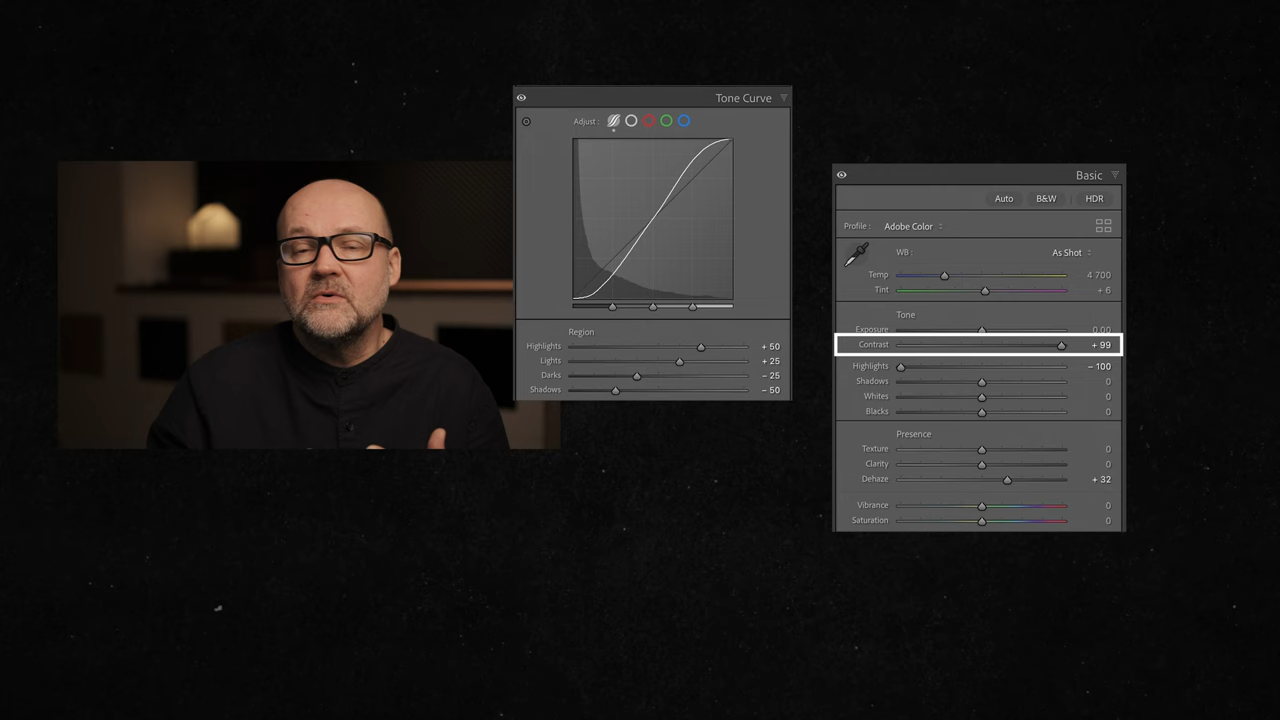 Tone Curve
Adjust :
Region
Highlights + 50
Lights + 25
Darks − 25
Shadows − 50
Basic
Auto B&W HDR
Profile : Adobe Color
WB : As Shot
Temp 4 700
Tint + 6
Tone
Exposure 0.00
Contrast + 99
Highlights − 100
Shadows 0
Whites 0
Blacks 0
Presence
Texture 0
Clarity 0
Dehaze + 32
Vibrance 0
Saturation 0